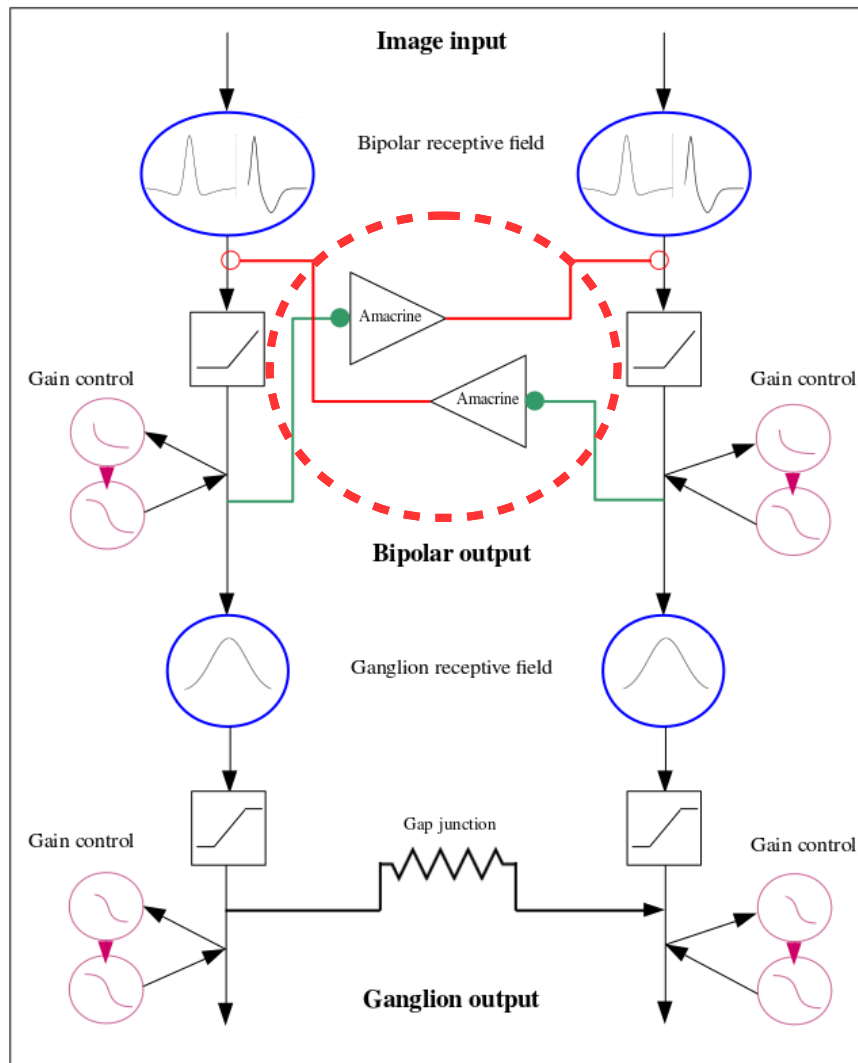 Image input
Bipolar receptive field
Amacrine
Amacrine
Gain control
Gain control
Bipolar output
Ganglion receptive field
Gap junction
Gain control
Gain control
Ganglion output